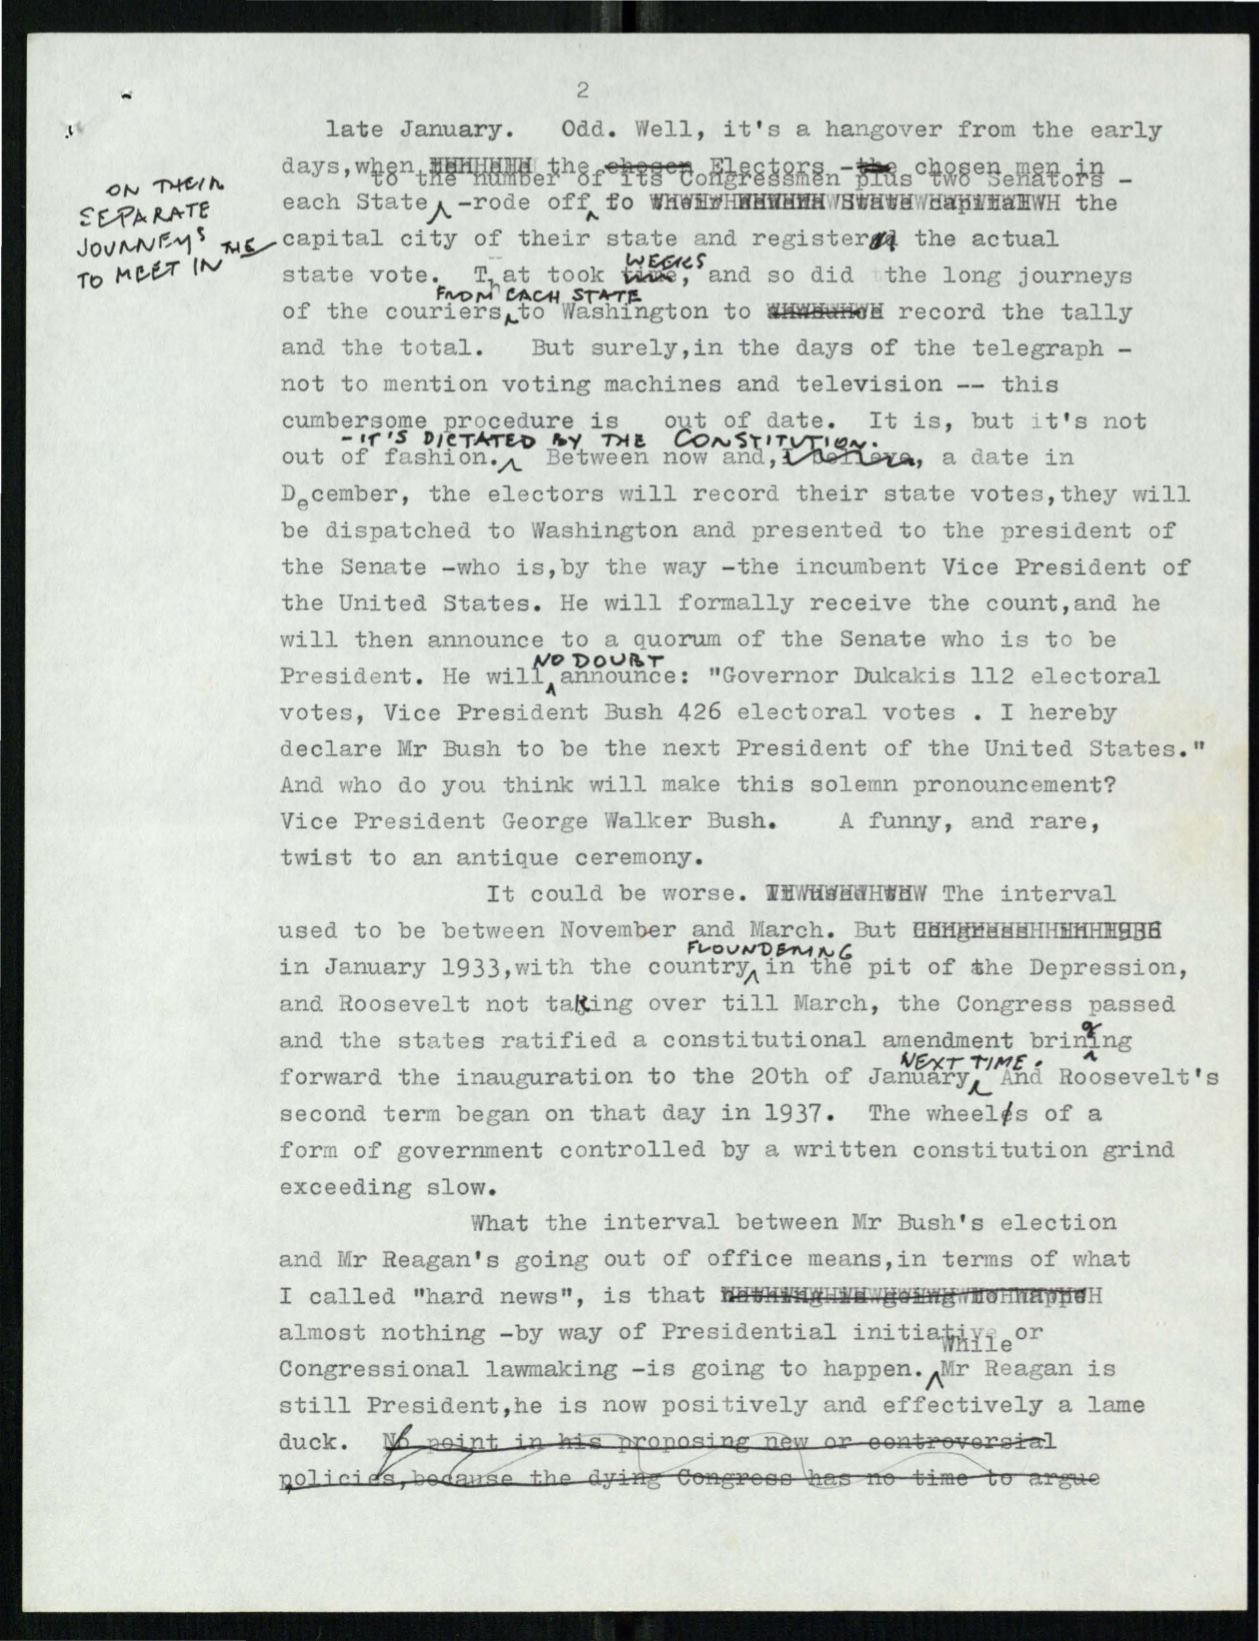 2
late January. Odd. Well, it's a hangover from the early
days,when the chosen Electors -the chosen men in
to the number of its Congressmen plus two Senators -
each State -rode off to the
ON THEIR
SEPARATE
JOURNEYS
TO MEET IN THE
capital city of their state and register the actual
WEEKS
state vote. That took time, and so did the long journeys
FROM EACH STATE
of the couriers, to Washington to record the tally
and the total. But surely,in the days of the telegraph -
not to mention voting machines and television -- this
cumbersome procedure is out of date. It is, but it's not
- IT'S DICTATED BY THE CONSTITUTION.
out of fashion. Between now and,i believe, a date in
December, the electors will record their state votes,they will
be dispatched to Washington and presented to the president of
the Senate -who is,by the way -the incumbent Vice President of
the United States. He will formally receive the count,and he
will then announce to a quorum of the Senate who is to be
NO DOUBT
President. He will announce: "Governor Dukakis 112 electoral
votes, Vice President Bush 426 electoral votes . I hereby
declare Mr Bush to be the next President of the United States."
And who do you think will make this solemn pronouncement?
Vice President George Walker Bush. A funny, and rare,
twist to an antique ceremony.
It could be worse. The interval
used to be between November and March. But
FLOUNDERING
in January 1933,with the country in the pit of the Depression,
and Roosevelt not taking over till March, the Congress passed
and the states ratified a constitutional amendment bringing
NEXT TIME.
forward the inauguration to the 20th of January, And Roosevelt's
second term began on that day in 1937. The wheels of a
form of government controlled by a written constitution grind
exceeding slow.
What the interval between Mr Bush's election
and Mr Reagan's going out of office means,in terms of what
I called "hard news", is that
almost nothing -by way of Presidential initiative or
While
Congressional lawmaking -is going to happen. Mr Reagan is
still President,he is now positively and effectively a lame
duck. No point in his proposing new or controversial
policies,because the dying Congress has no time to argue